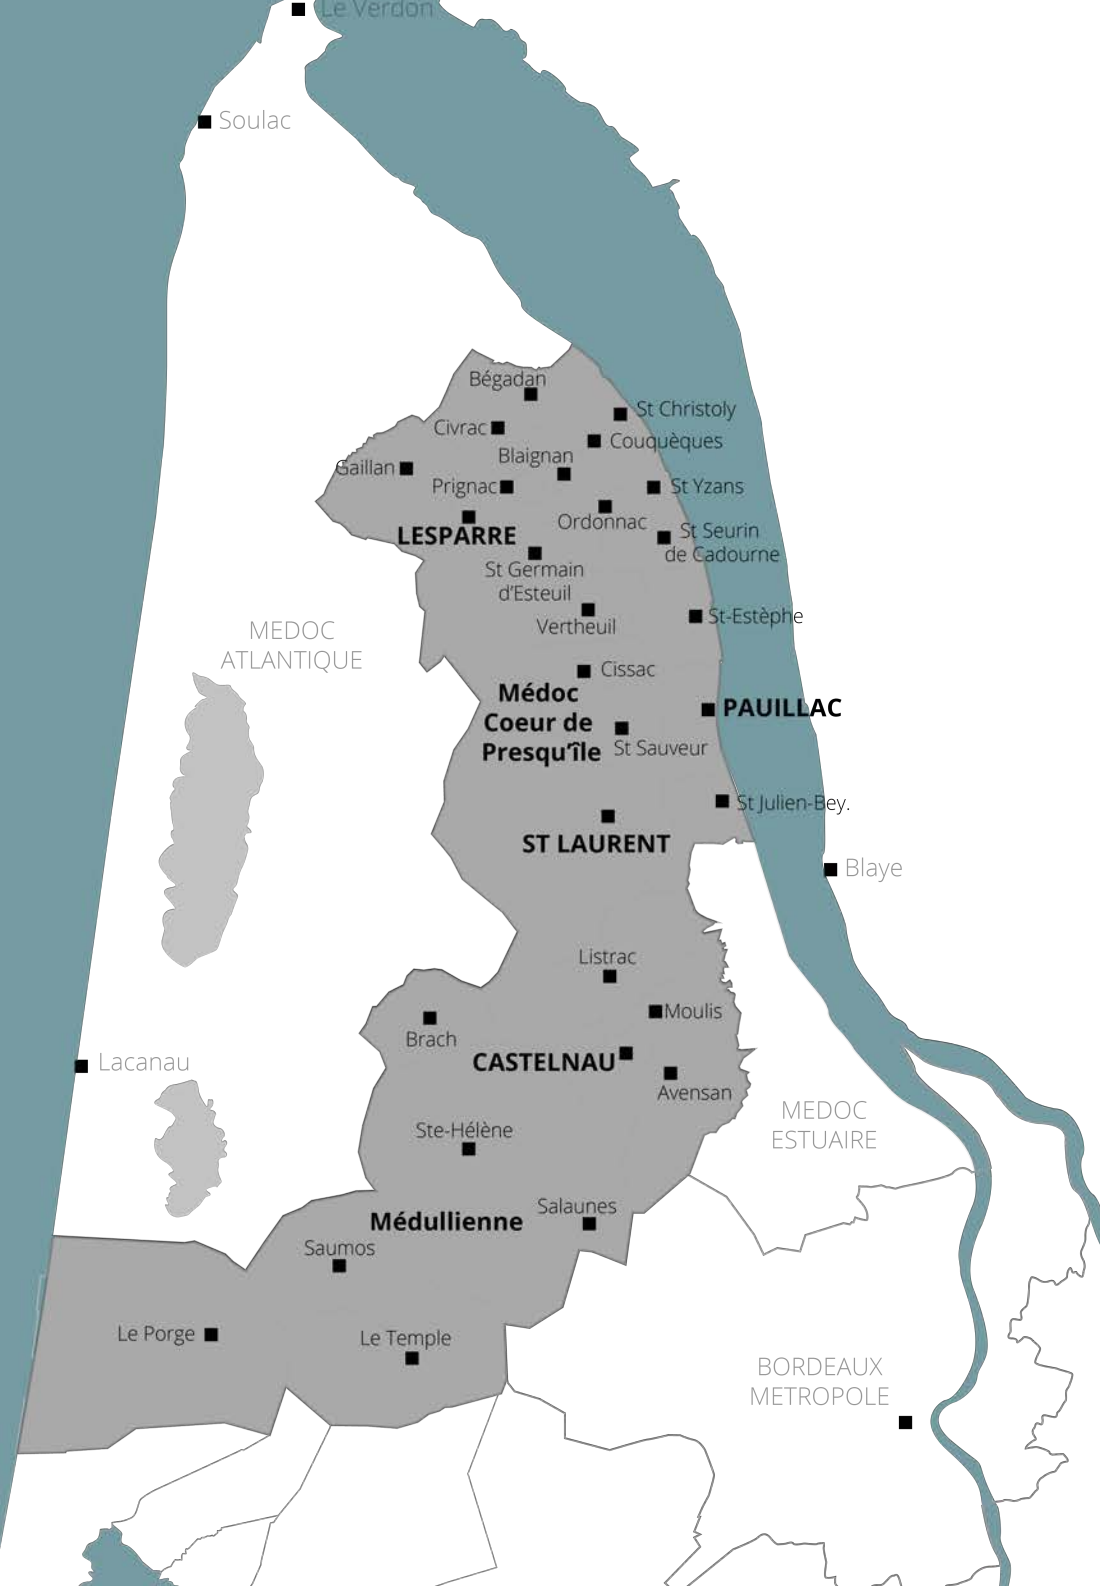 Le Verdon
Soulac
Bégadan
St Christoly
Civrac
Couquèques
Blaignan
Gaillan
Prignac
St Yzans
Ordonnac
LESPARRE
St Seurin
de Cadourne
St Germain
d'Esteuil
St-Estèphe
Vertheuil
MEDOC
ATLANTIQUE
Cissac
Médoc
Coeur de
Presqu'île
PAUILLAC
St Sauveur
St Julien-Bey.
ST LAURENT
Blaye
Listrac
Moulis
Brach
CASTELNAU
Lacanau
Avensan
MEDOC
ESTUAIRE
Ste-Hélène
Salaunes
Médullienne
Saumos
Le Porge
Le Temple
BORDEAUX
METROPOLE